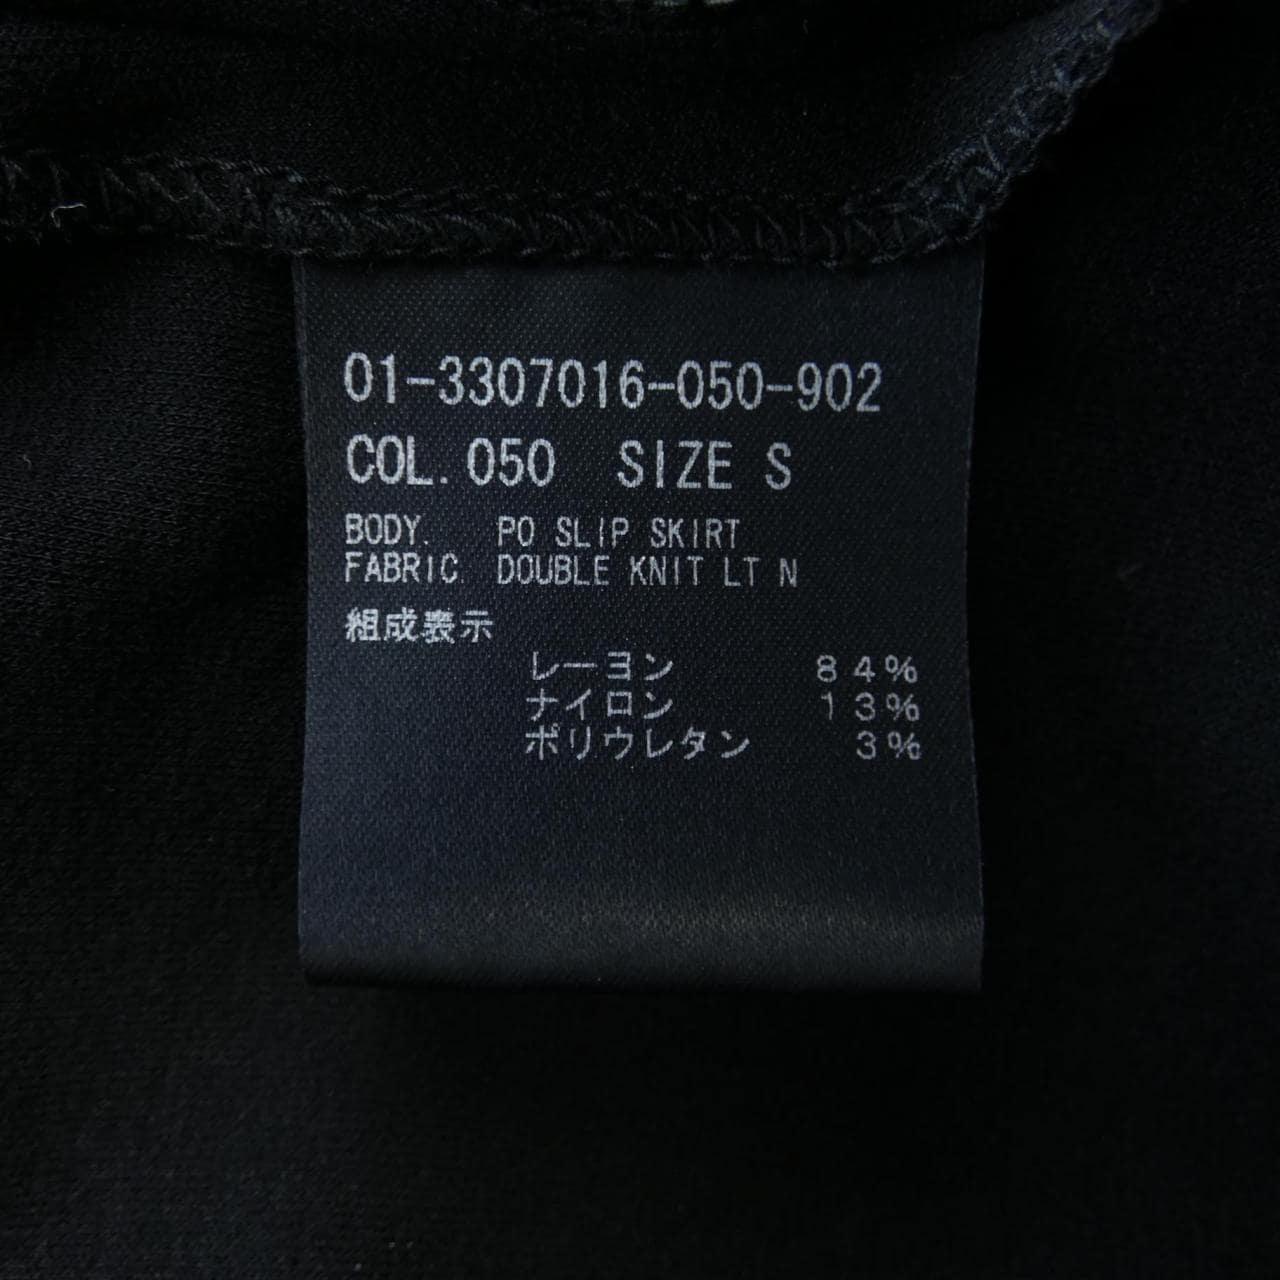 01-3307016-050-902
COL. 050 SIZE S
BODY. PO SLIP SKIRT
FABRIC. DOUBLE KNIT LT N
組成表示
レーヨン 84%
ナイロン 13%
ポリウレタン 3%